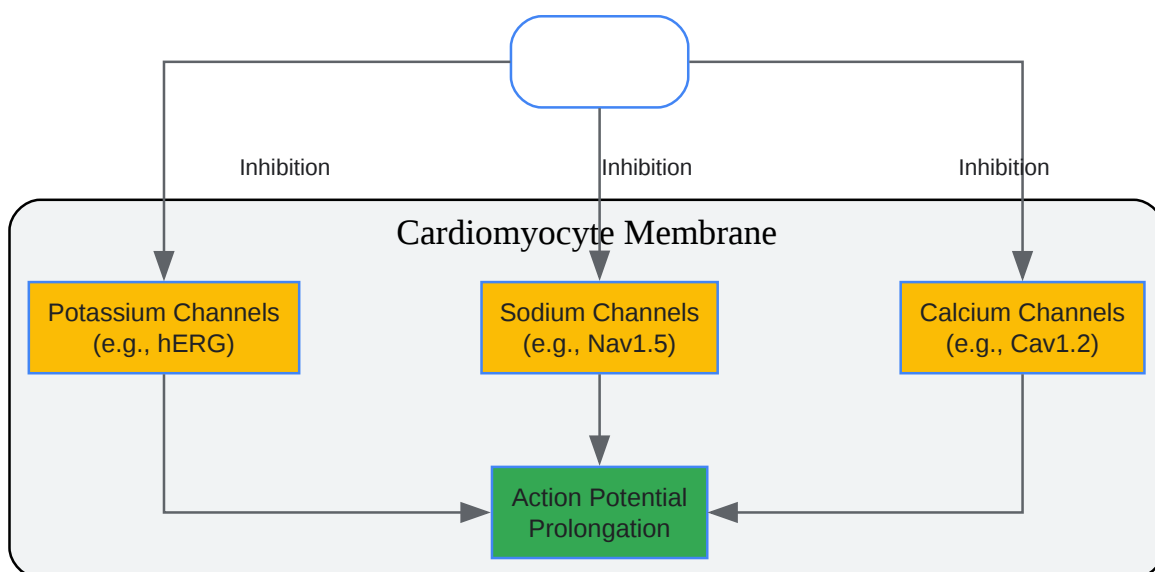 Inhibition
Inhibition
Inhibition
Cardiomyocyte Membrane
Potassium Channels
(e.g., hERG)
Sodium Channels
(e.g., Nav1.5)
Calcium Channels
(e.g., Cav1.2)
Action Potential
Prolongation